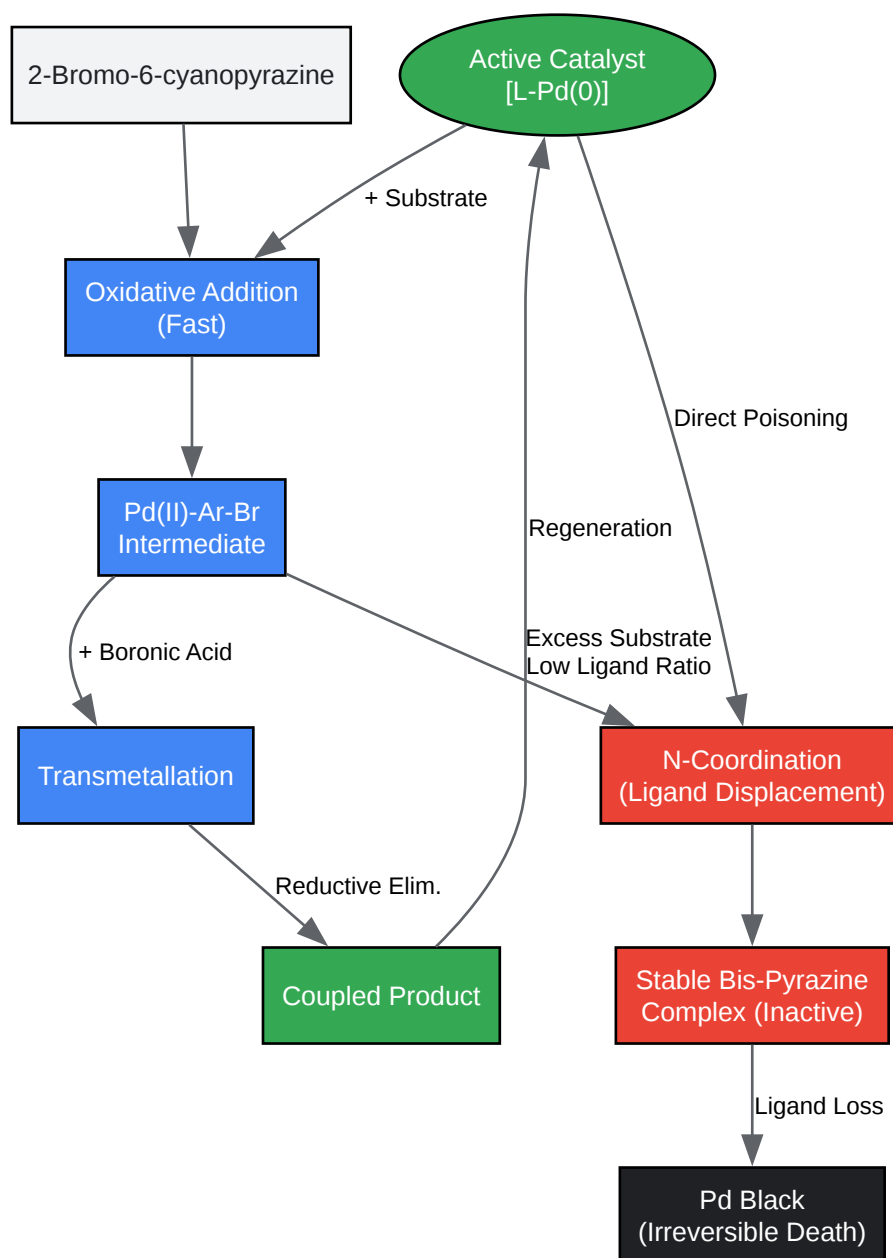 2-Bromo-6-cyanopyrazine
Active Catalyst
[L-Pd(0)]
+ Substrate
Oxidative Addition
(Fast)
Direct Poisoning
Pd(II)-Ar-Br
Intermediate
Regeneration
+ Boronic Acid
Excess Substrate
Low Ligand Ratio
Transmetallation
N-Coordination
(Ligand Displacement)
Reductive Elim.
Coupled Product
Stable Bis-Pyrazine
Complex (Inactive)
Ligand Loss
Pd Black
(Irreversible Death)